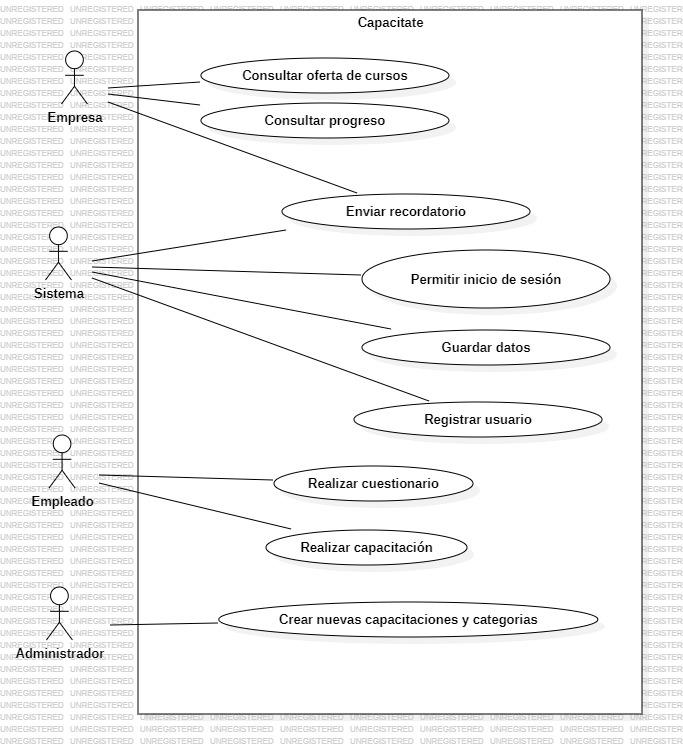 Capacitate
Consultar oferta de cursos
Empresa
Consultar progreso
Enviar recordatorio
Sistema
Permitir inicio de sesión
Guardar datos
Registrar usuario
Realizar cuestionario
Empleado
Realizar capacitación
Crear nuevas capacitaciones y categorias
Administrador
UNREGISTERED